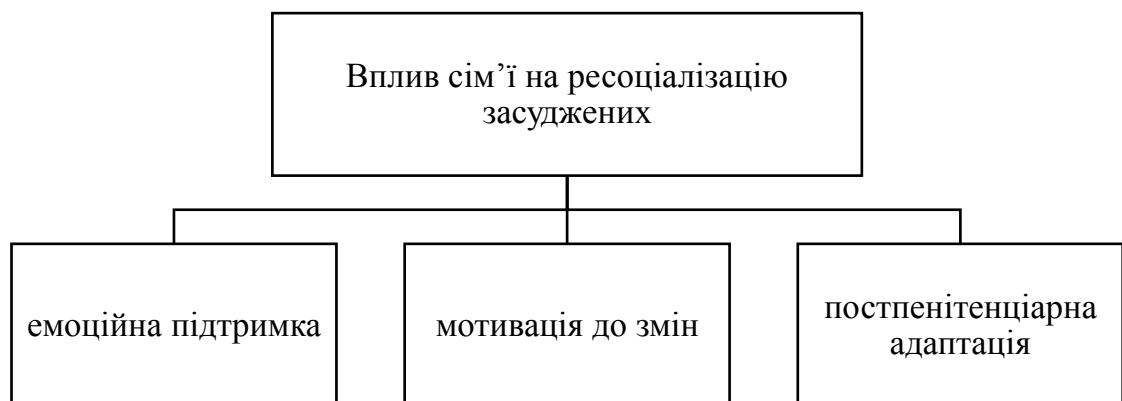 Вплив сім’ї на ресоціалізацію
засуджених
емоційна підтримка
мотивація до змін
постпенітенціарна
адаптація